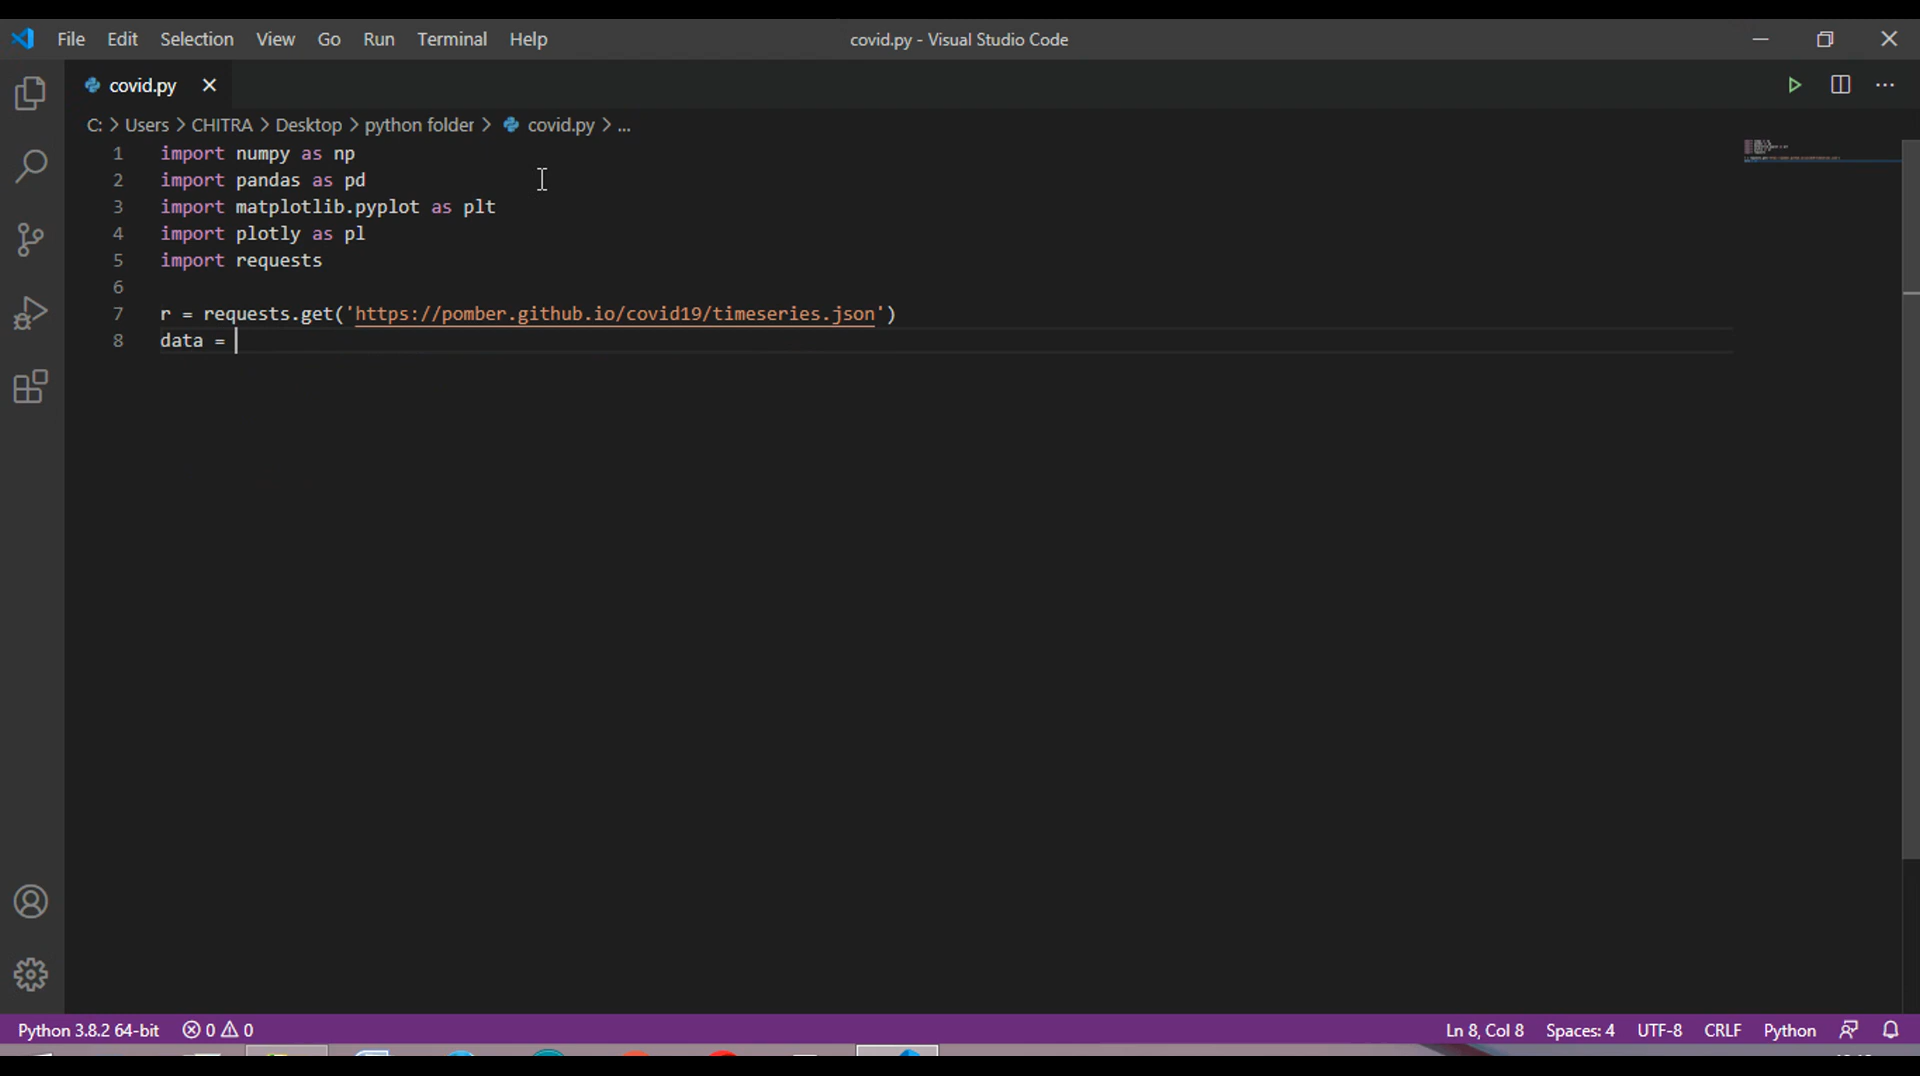 File Edit Selection View Go Run Terminal Help covid.py - Visual Studio Code
covid.py
C: > Users > CHITRA > Desktop > python folder > covid.py > ...
1 import numpy as np
2 import pandas as pd
3 import matplotlib.pyplot as plt
4 import plotly as pl
5 import requests
6
7 r = requests.get('https://pomber.github.io/covid19/timeseries.json')
8 data =
Python 3.8.2 64-bit 0 0 Ln 8, Col 8 Spaces: 4 UTF-8 CRLF Python